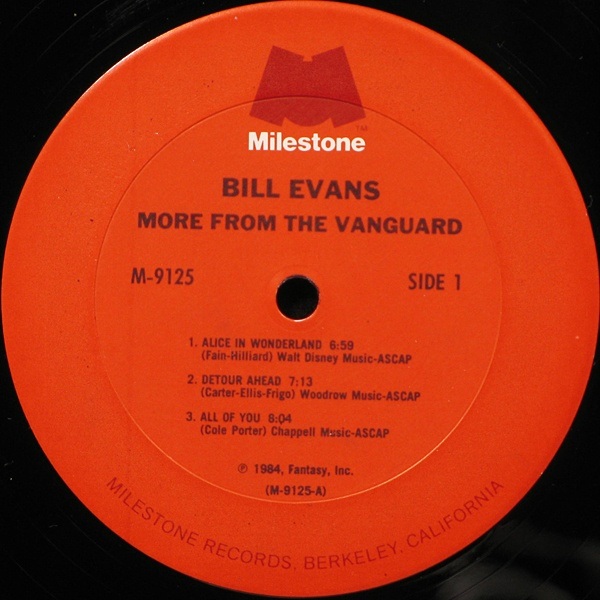 TM
Milestone
BILL EVANS
MORE FROM THE VANGUARD
M-9125 SIDE 1
1. ALICE IN WONDERLAND 6:59
(Fain-Hilliard) Walt Disney Music-ASCAP
2. DETOUR AHEAD 7:13
(Carter-Ellis-Frigo) Woodrow Music-ASCAP
3. ALL OF YOU 8:04
(Cole Porter) Chappell Music-ASCAP
℗ 1984, Fantasy, Inc.
(M-9125-A)
MILESTONE RECORDS, BERKELEY, CALIFORNIA